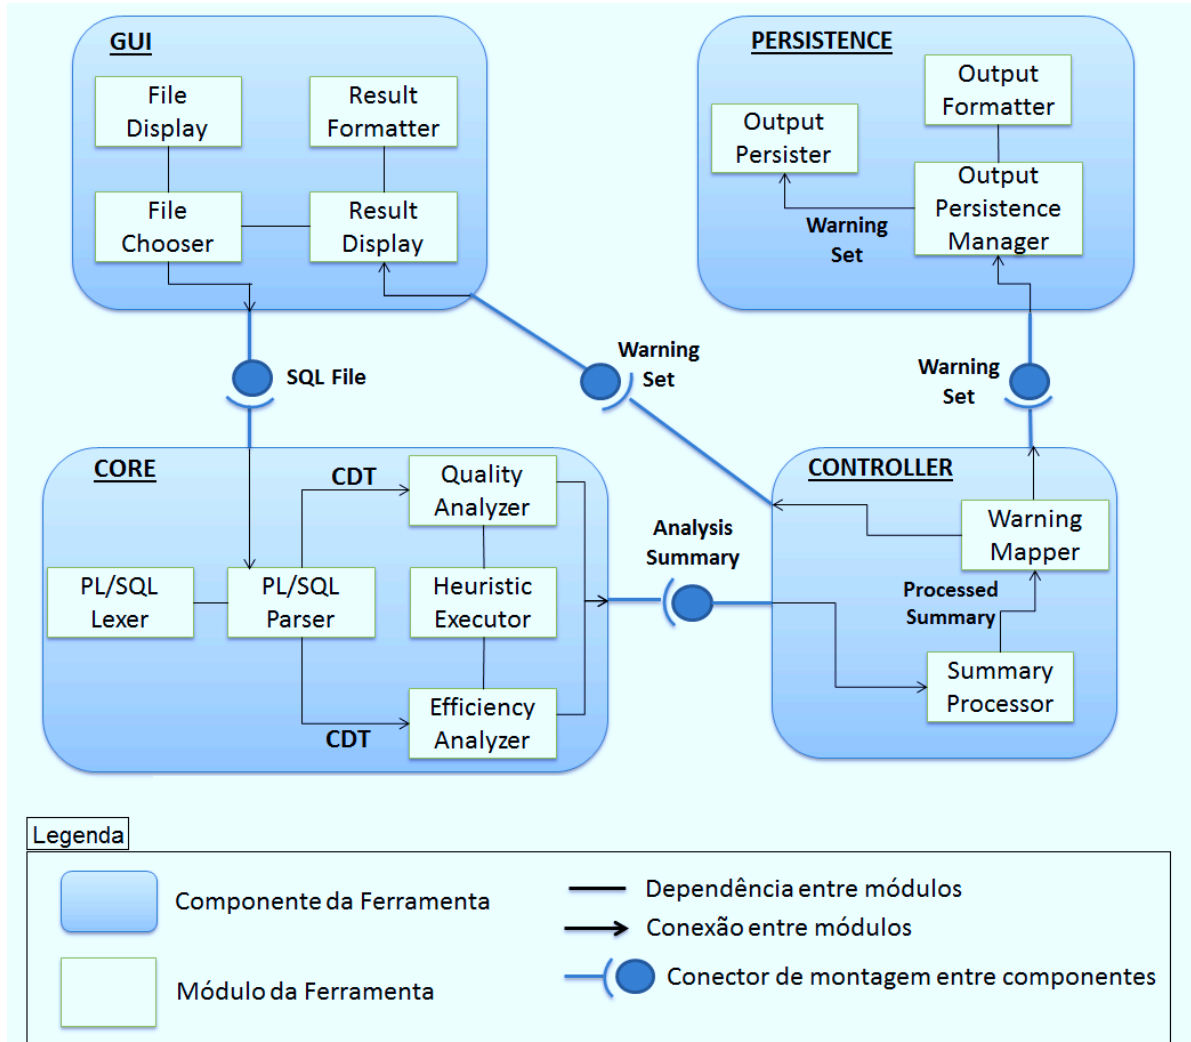 GUI
File
Display
Result
Formatter
File
Chooser
Result
Display
PERSISTENCE
Output
Formatter
Output
Persister
Output
Persistence
Manager
Warning
Set
SQL File
Warning
Set
Warning
Set
CORE
CDT
Quality
Analyzer
PL/SQL
Lexer
PL/SQL
Parser
Heuristic
Executor
CDT
Efficiency
Analyzer
Analysis
Summary
CONTROLLER
Warning
Mapper
Processed
Summary
Summary
Processor
Legenda
Componente da Ferramenta
Módulo da Ferramenta
Dependência entre módulos
Conexão entre módulos
Conector de montagem entre componentes